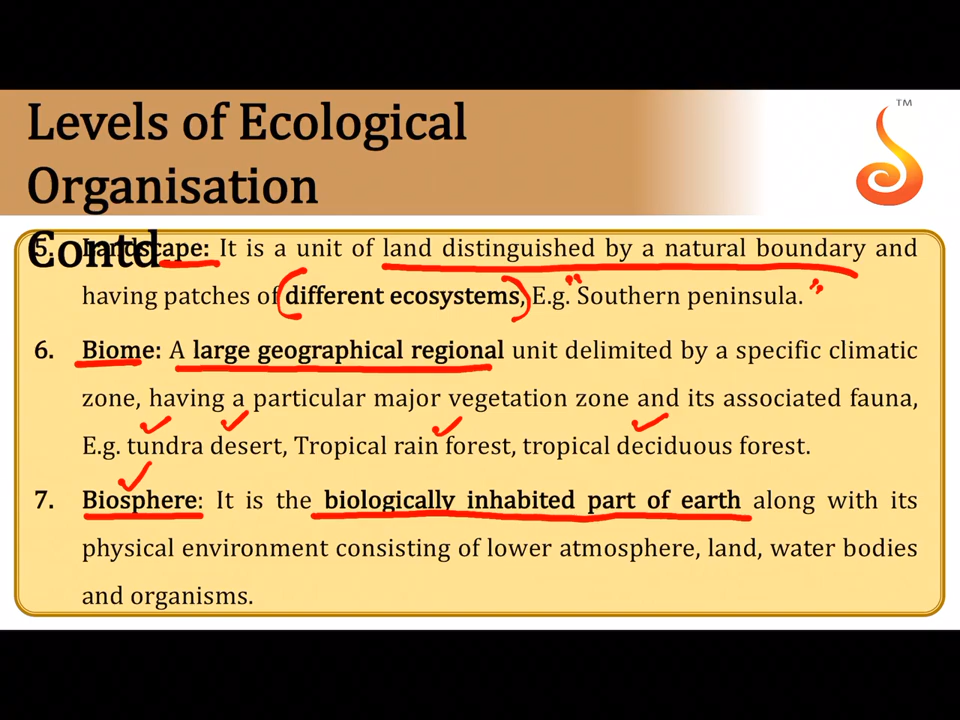 Levels of Ecological
Organisation
Contd
TM
5. Landscape: It is a unit of land distinguished by a natural boundary and
having patches of different ecosystems, E.g. "Southern peninsula."
6. Biome: A large geographical regional unit delimited by a specific climatic
zone, having a particular major vegetation zone and its associated fauna,
E.g. tundra desert, Tropical rain forest, tropical deciduous forest.
7. Biosphere: It is the biologically inhabited part of earth along with its
physical environment consisting of lower atmosphere, land, water bodies
and organisms.